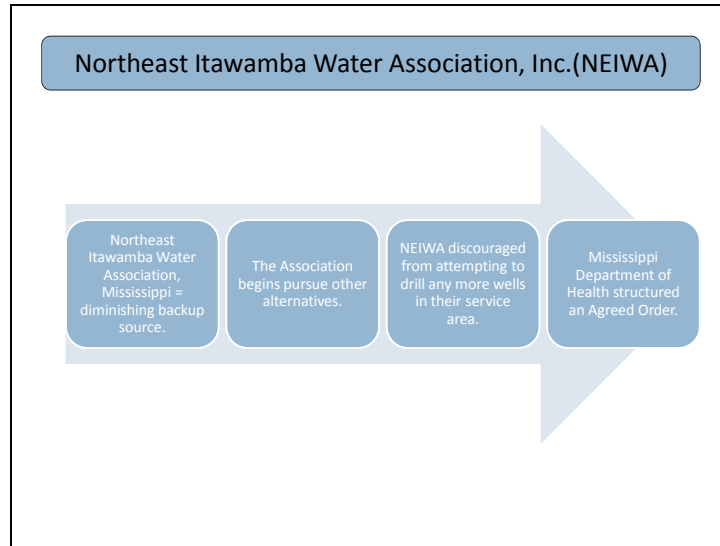 Northeast Itawamba Water Association, Inc.(NEIWA)
Northeast
Itawamba Water
Association,
Mississippi =
diminishing backup
source.
The Association
begins pursue other
alternatives.
NEIWA discouraged
from attempting to
drill any more wells
in their service
area.
Mississippi
Department of
Health structured
an Agreed Order.